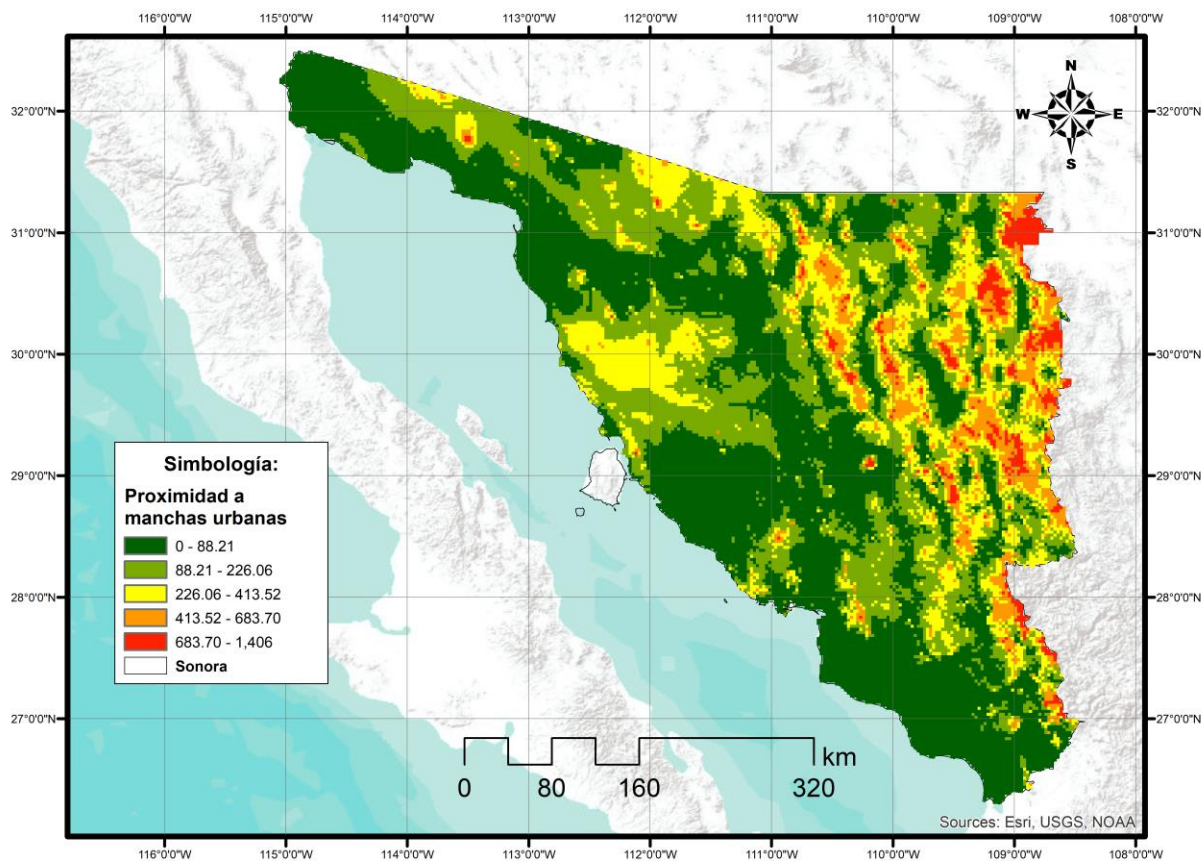 116°0'0"W 115°0'0"W 114°0'0"W 113°0'0"W 112°0'0"W 111°0'0"W 110°0'0"W 109°0'0"W 108°0'0"W
N
W E
S
32°0'0"N 32°0'0"N
31°0'0"N 31°0'0"N
30°0'0"N 30°0'0"N
29°0'0"N 29°0'0"N
28°0'0"N 28°0'0"N
27°0'0"N 27°0'0"N
Simbología:
Proximidad a
manchas urbanas
0 - 88.21
88.21 - 226.06
226.06 - 413.52
413.52 - 683.70
683.70 - 1,406
Sonora
km
0 80 160 320
Sources: Esri, USGS, NOAA
116°0'0"W 115°0'0"W 114°0'0"W 113°0'0"W 112°0'0"W 111°0'0"W 110°0'0"W 109°0'0"W 108°0'0"W